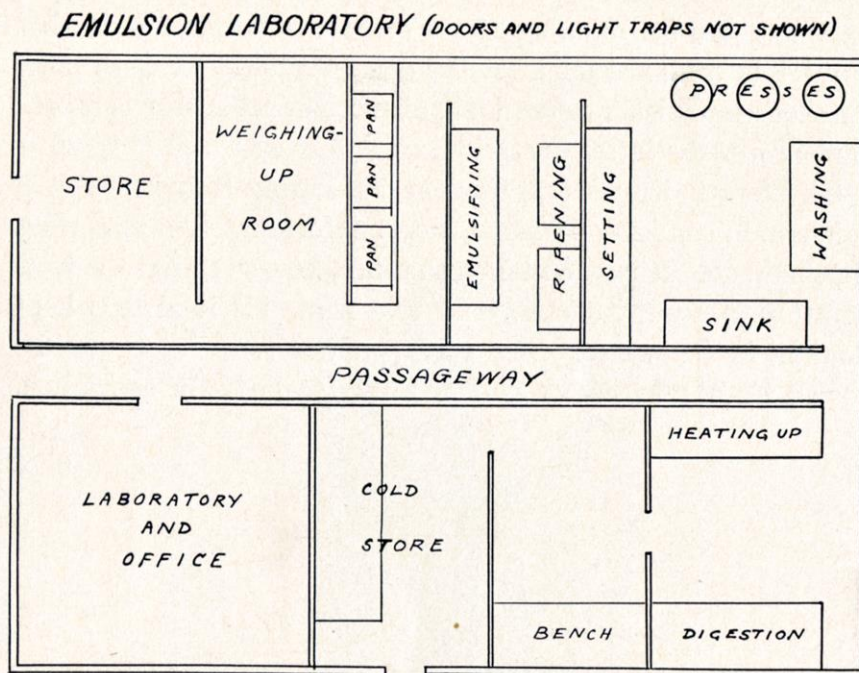 EMULSION LABORATORY (DOORS AND LIGHT TRAPS NOT SHOWN)
STORE
WEIGHING-
UP
ROOM
PAN
PAN
PAN
EMULSIFYING
RIPENING
SETTING
PRESSES
WASHING
SINK
PASSAGEWAY
LABORATORY
AND
OFFICE
COLD
STORE
HEATING UP
BENCH
DIGESTION